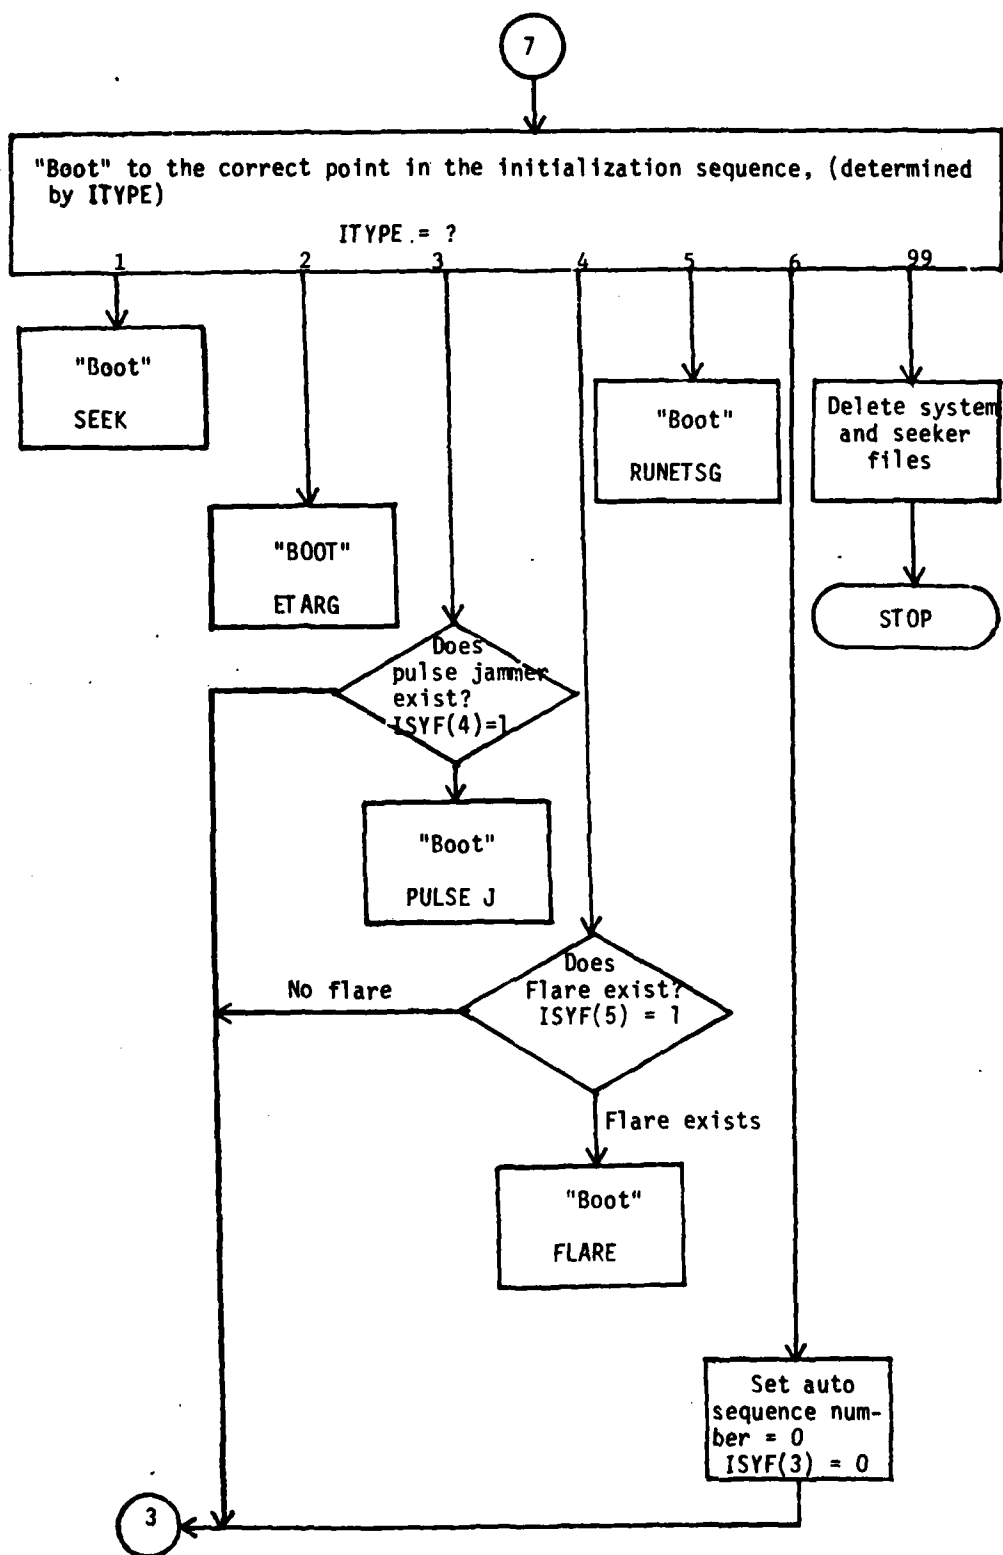 7
"Boot" to the correct point in the initialization sequence, (determined
by ITYPE)
ITYPE = ?
1 2 3 4 5 6 99
"Boot"
SEEK
"BOOT"
ETARG
"Boot"
RUNETSG
Delete system
and seeker
files
STOP
Does
pulse jammer
exist?
ISYF(4)=1
"Boot"
PULSE J
Does
Flare exist?
ISYF(5) = 1
No flare
Flare exists
"Boot"
FLARE
Set auto
sequence num-
ber = 0
ISYF(3) = 0
3